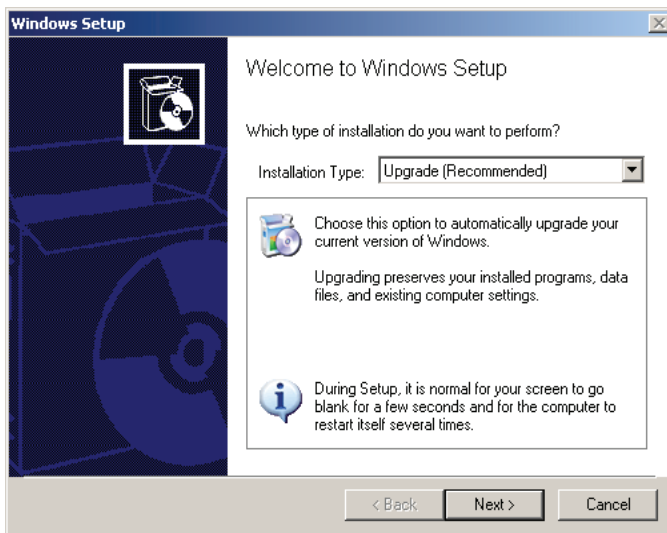 Windows Setup
Welcome to Windows Setup
Which type of installation do you want to perform?
Installation Type: Upgrade (Recommended)
Choose this option to automatically upgrade your
current version of Windows.
Upgrading preserves your installed programs, data
files, and existing computer settings.
During Setup, it is normal for your screen to go
blank for a few seconds and for the computer to
restart itself several times.
< Back Next > Cancel